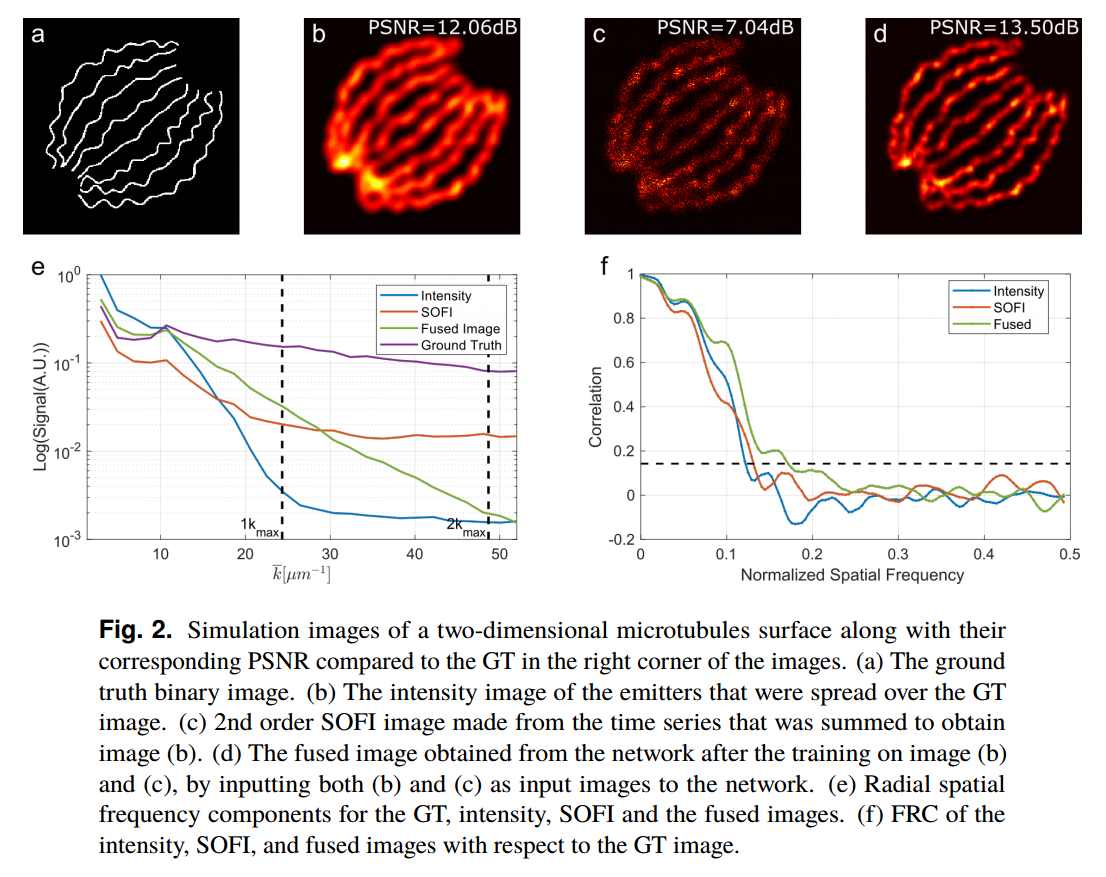 a
b PSNR=12.06dB
c PSNR=7.04dB
d PSNR=13.50dB
e
10^0
10^-1
10^-2
10^-3
Log(Signal(A.U.))
Intensity
SOFI
Fused Image
Ground Truth
1k_max
2k_max
10 20 30 40 50
k̅[μm^-1]
f
1
0.8
0.6
0.4
0.2
0
-0.2
Correlation
Intensity
SOFI
Fused
0 0.1 0.2 0.3 0.4 0.5
Normalized Spatial Frequency
Fig. 2. Simulation images of a two-dimensional microtubules surface along with their
corresponding PSNR compared to the GT in the right corner of the images. (a) The ground
truth binary image. (b) The intensity image of the emitters that were spread over the GT
image. (c) 2nd order SOFI image made from the time series that was summed to obtain
image (b). (d) The fused image obtained from the network after the training on image (b)
and (c), by inputting both (b) and (c) as input images to the network. (e) Radial spatial
frequency components for the GT, intensity, SOFI and the fused images. (f) FRC of the
intensity, SOFI, and fused images with respect to the GT image.